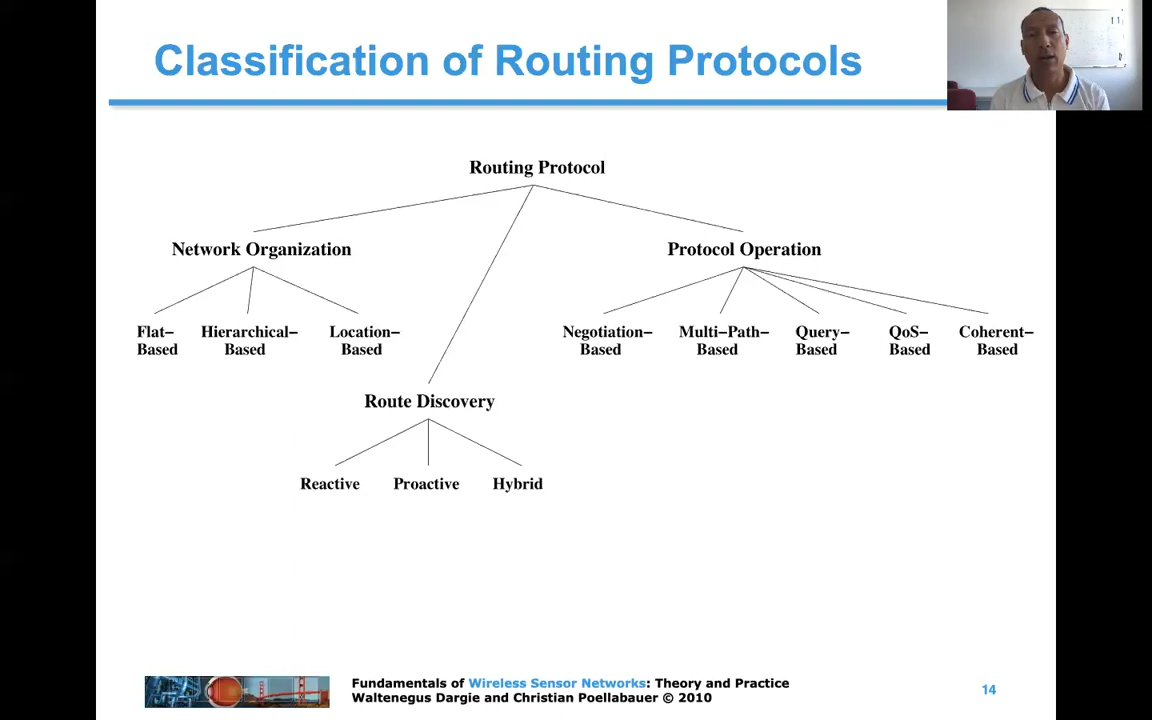 Classification of Routing Protocols
Routing Protocol
Network Organization
Protocol Operation
Flat–
Based
Hierarchical–
Based
Location–
Based
Negotiation–
Based
Multi–Path–
Based
Query–
Based
QoS–
Based
Coherent–
Based
Route Discovery
Reactive
Proactive
Hybrid
Fundamentals of Wireless Sensor Networks: Theory and Practice
Waltenegus Dargie and Christian Poellabauer © 2010
14